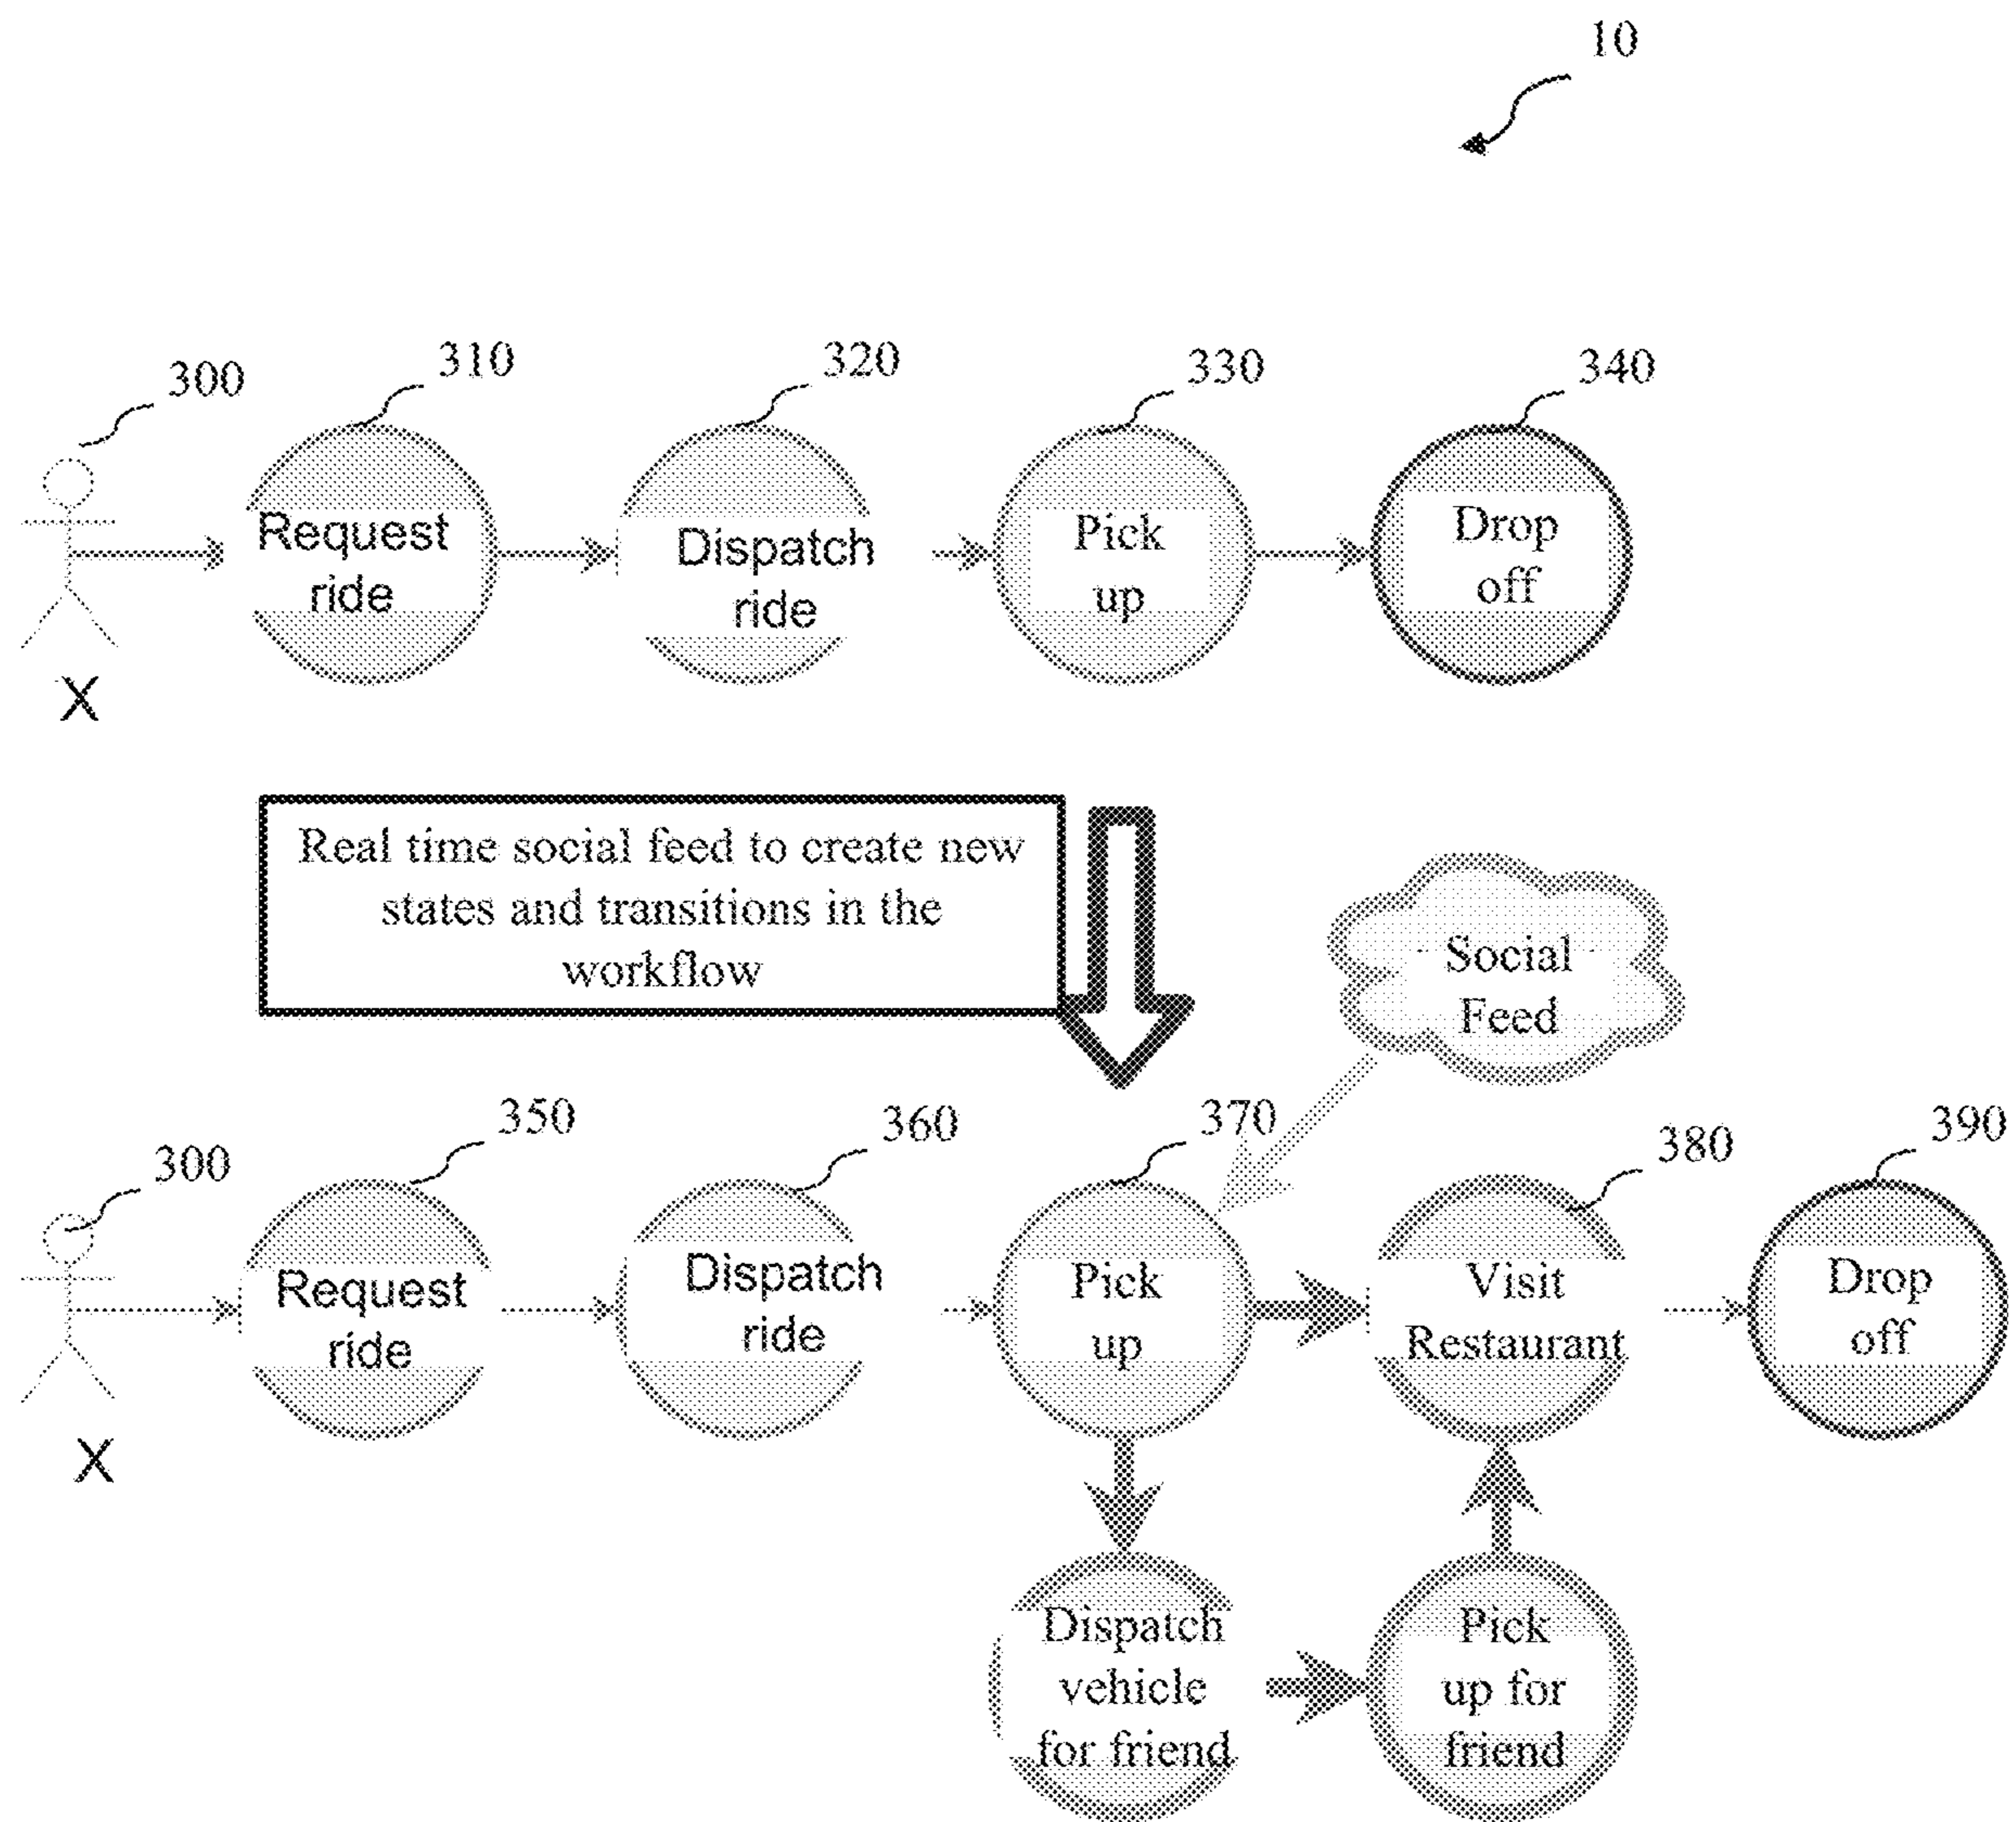 10
300
310
320
330
340
Request
ride
Dispatch
ride
Pick
up
Drop
off
X
Real time social feed to create new
states and transitions in the
workflow
Social
Feed
300
350
360
370
380
390
Request
ride
Dispatch
ride
Pick
up
Visit
Restaurant
Drop
off
X
Dispatch
vehicle
for friend
Pick
up for
friend